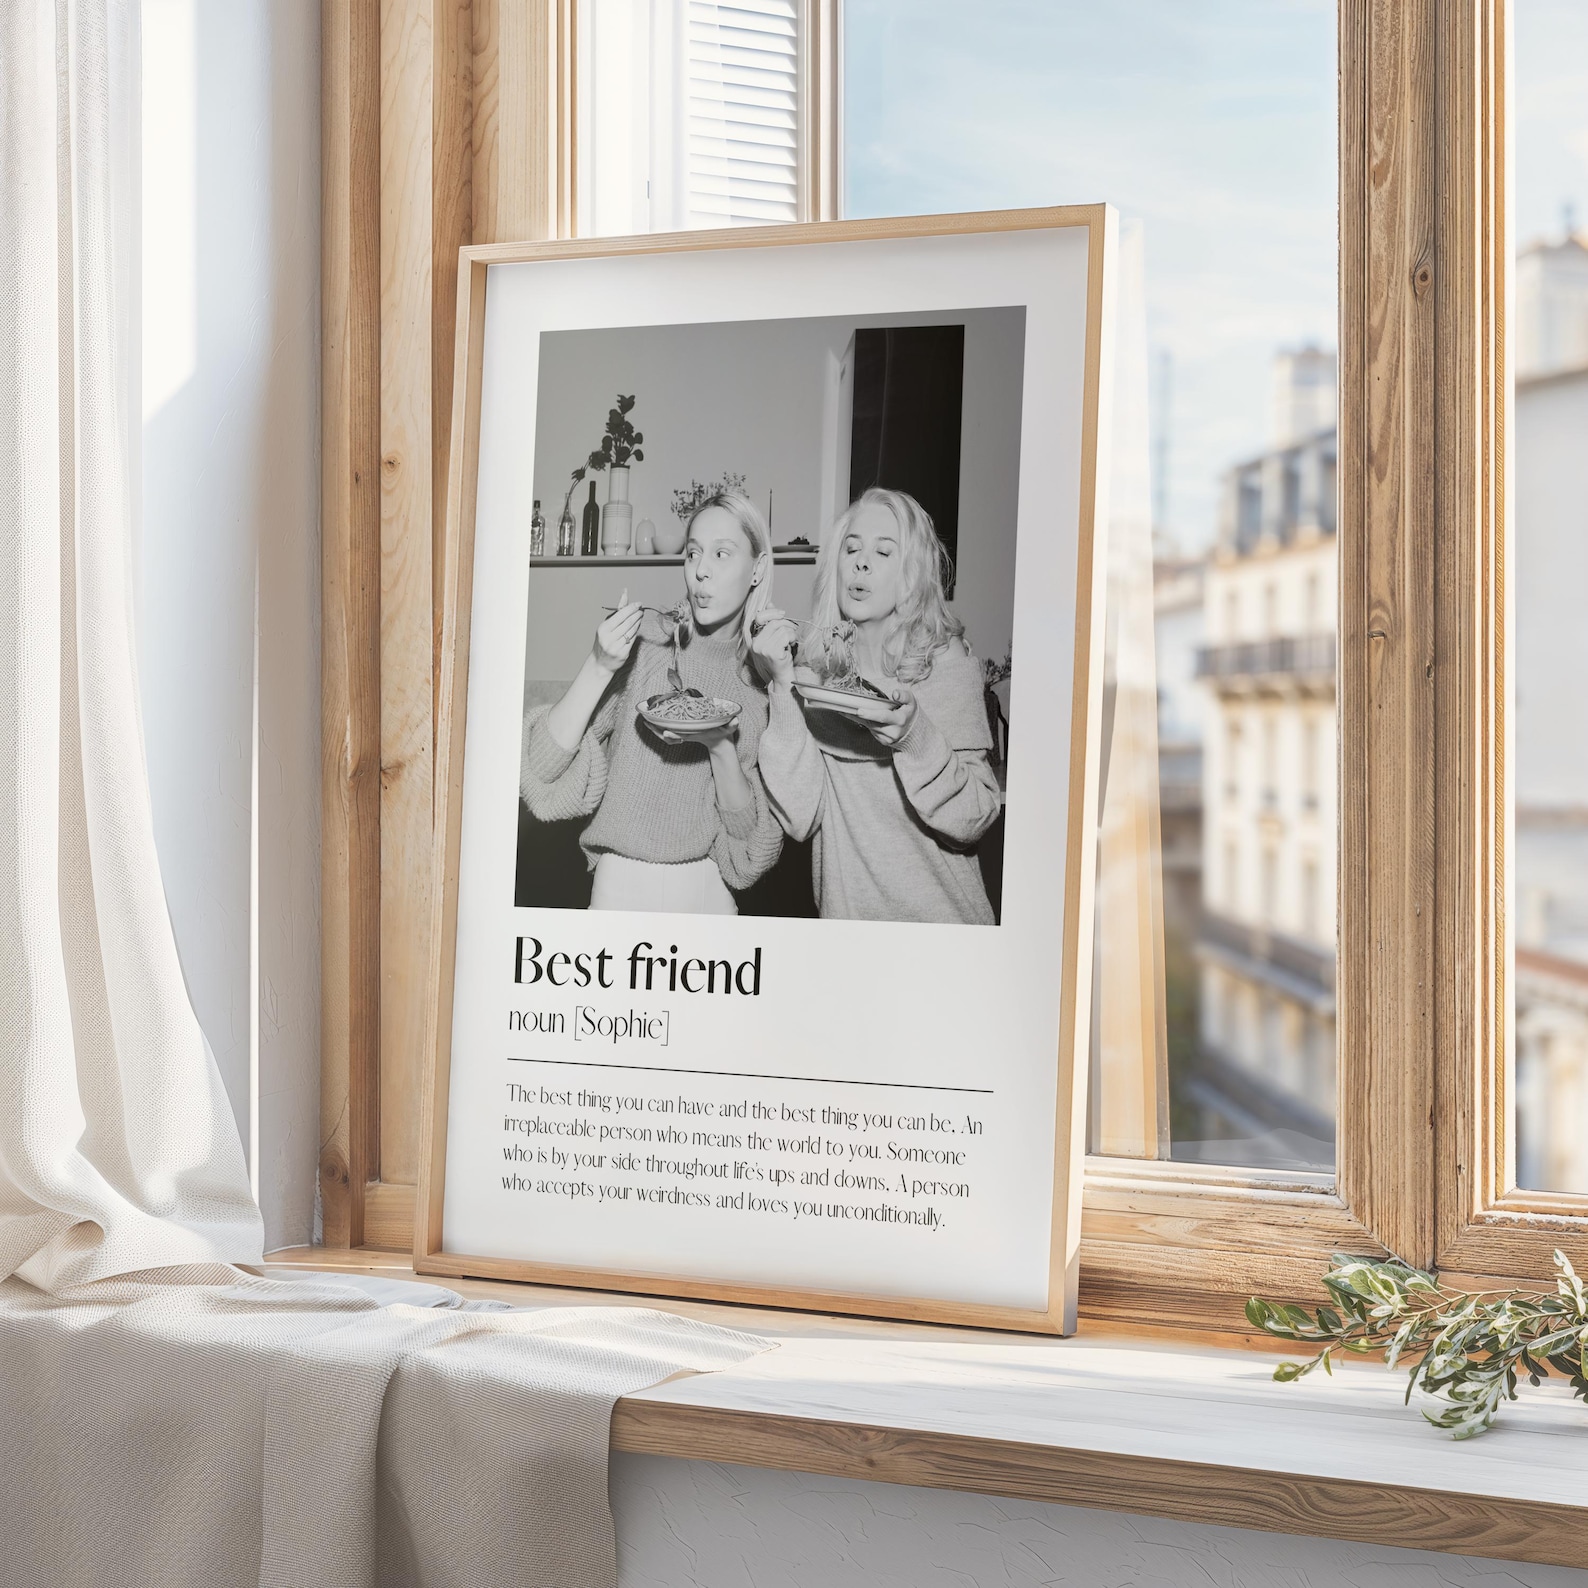 Best friend
noun [Sophie]
The best thing you can have and the best thing you can be. An
irreplaceable person who means the world to you. Someone
who is by your side throughout life's ups and downs. A person
who accepts your weirdness and loves you unconditionally.